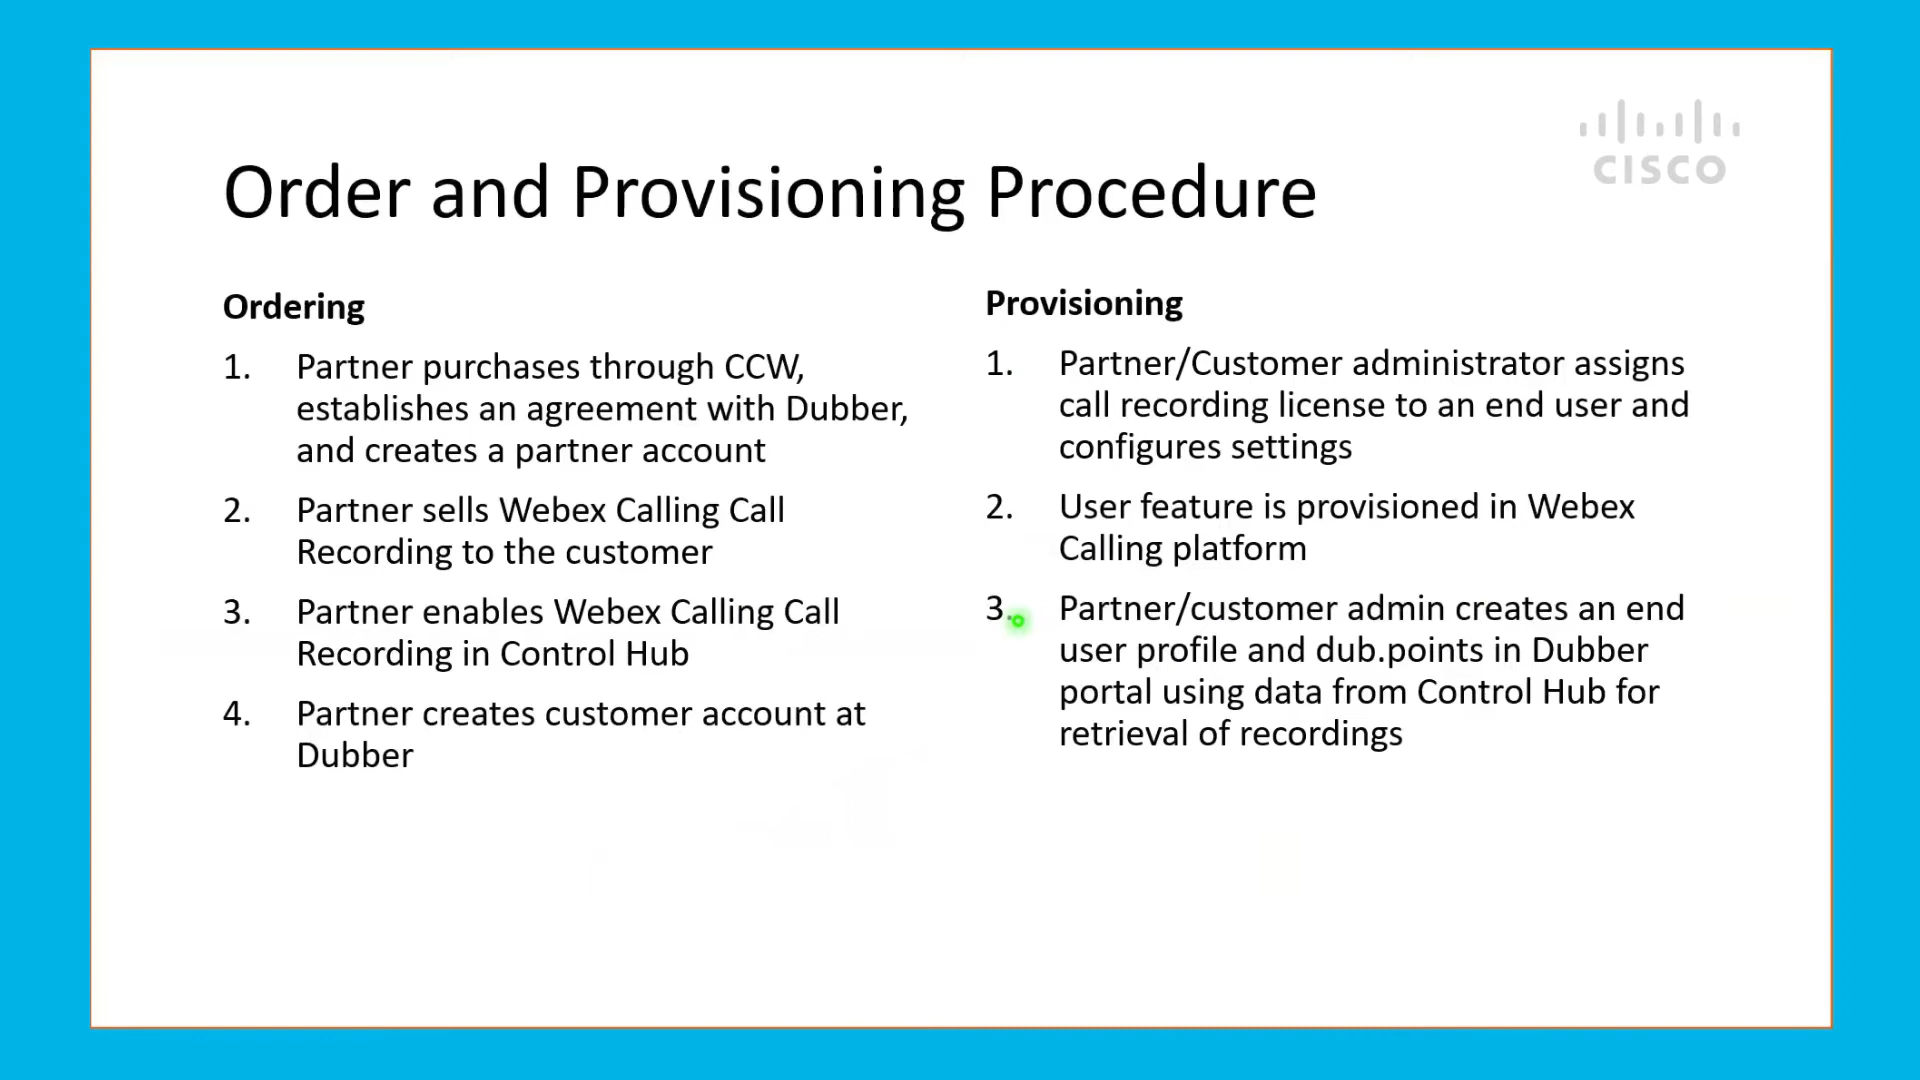 CISCO
Order and Provisioning Procedure
Ordering
1. Partner purchases through CCW,
establishes an agreement with Dubber,
and creates a partner account
2. Partner sells Webex Calling Call
Recording to the customer
3. Partner enables Webex Calling Call
Recording in Control Hub
4. Partner creates customer account at
Dubber
Provisioning
1. Partner/Customer administrator assigns
call recording license to an end user and
configures settings
2. User feature is provisioned in Webex
Calling platform
3. Partner/customer admin creates an end
user profile and dub.points in Dubber
portal using data from Control Hub for
retrieval of recordings